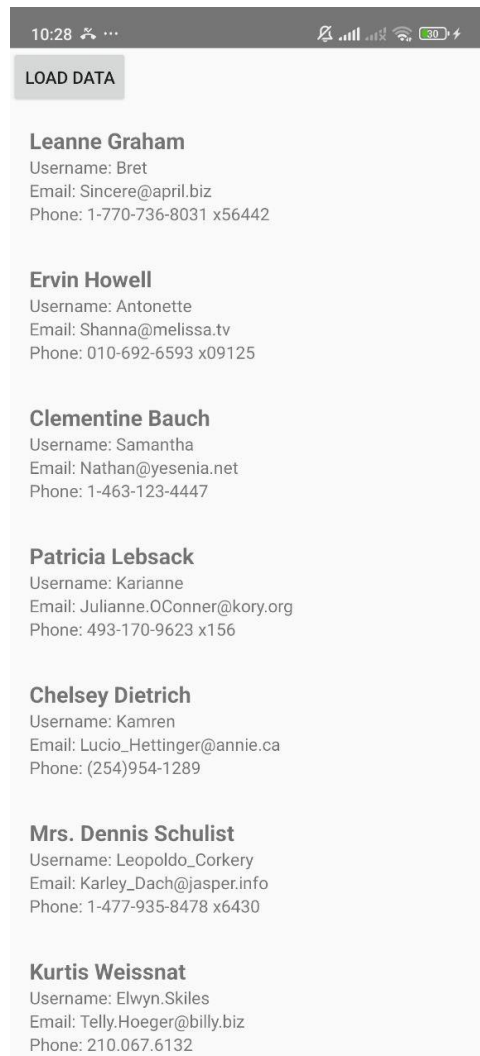 10:28
30
LOAD DATA
Leanne Graham
Username: Bret
Email: Sincere@april.biz
Phone: 1-770-736-8031 x56442
Ervin Howell
Username: Antonette
Email: Shanna@melissa.tv
Phone: 010-692-6593 x09125
Clementine Bauch
Username: Samantha
Email: Nathan@yesenia.net
Phone: 1-463-123-4447
Patricia Lebsack
Username: Karianne
Email: Julianne.OConner@kory.org
Phone: 493-170-9623 x156
Chelsey Dietrich
Username: Kamren
Email: Lucio_Hettinger@annie.ca
Phone: (254)954-1289
Mrs. Dennis Schulist
Username: Leopoldo_Corkery
Email: Karley_Dach@jasper.info
Phone: 1-477-935-8478 x6430
Kurtis Weissnat
Username: Elwyn.Skiles
Email: Telly.Hoeger@billy.biz
Phone: 210.067.6132